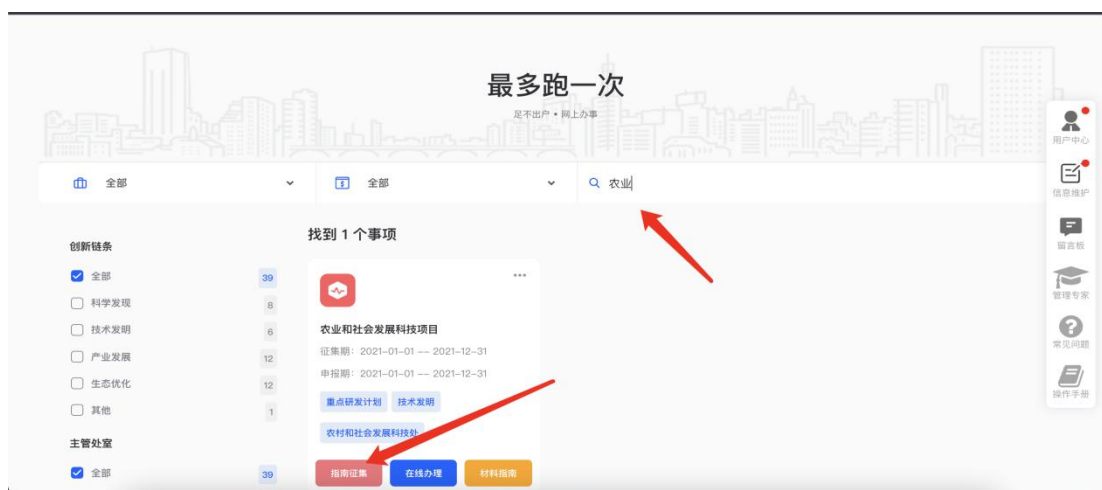 最多跑一次
足不出户 • 网上办事
全部
全部
农业
用户中心
信息维护
留言板
管理专家
常见问题
操作手册
创新链条
全部 39
科学发现 8
技术发明 6
产业发展 12
生态优化 12
其他 1
主管处室
全部 39
找到 1 个事项
农业和社会发展科技项目
征集期：2021-01-01 —— 2021-12-31
申报期：2021-01-01 —— 2021-12-31
重点研发计划 技术发明
农村和社会发展科技处
指南征集 在线办理 材料指南